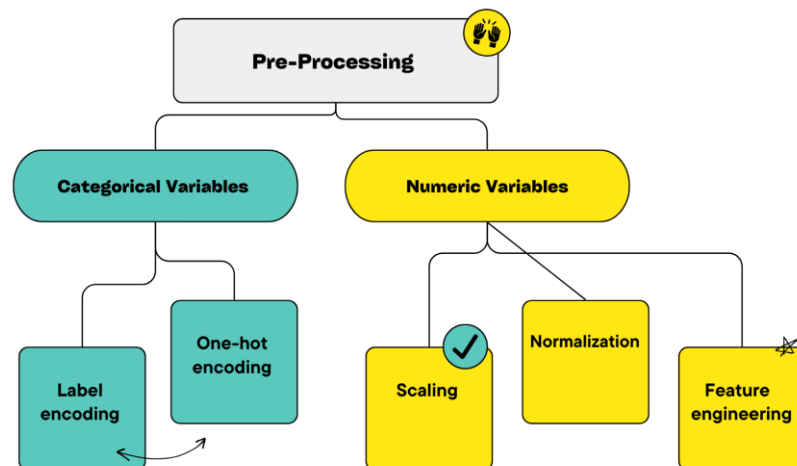 Pre-Processing
Categorical Variables
Numeric Variables
One-hot
encoding
Normalization
Label
encoding
Scaling
Feature
engineering